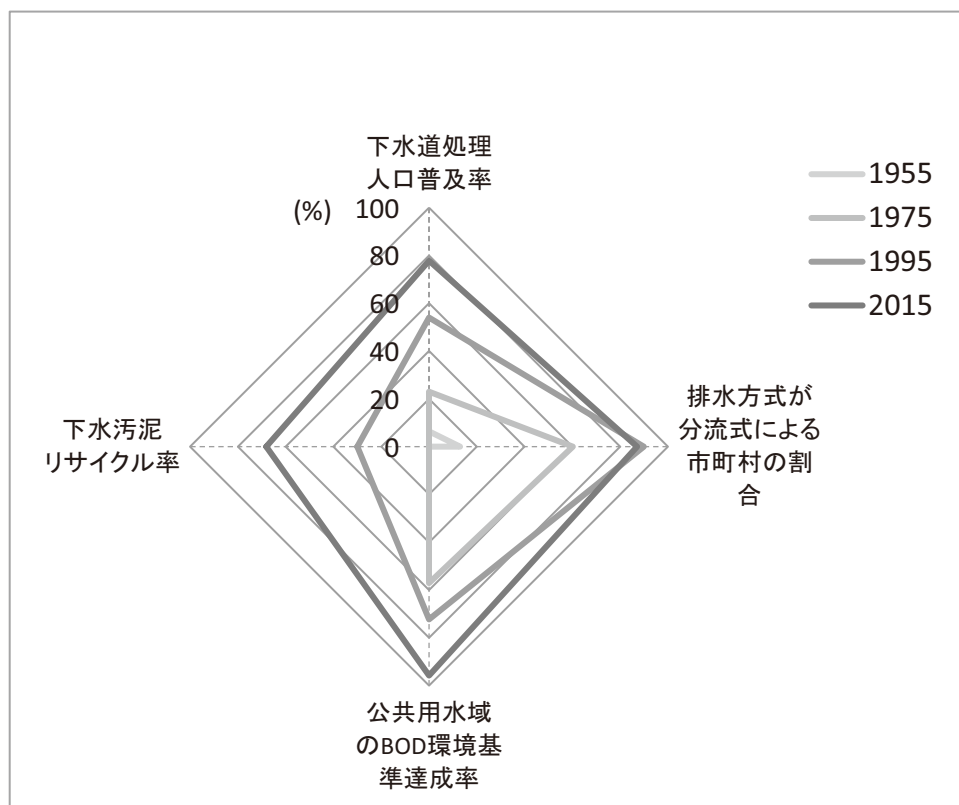 下水道処理
人口普及率
(%)
100
80
60
40
20
0
1955
1975
1995
2015
排水方式が
分流式による
市町村の割
合
下水汚泥
リサイクル率
公共用水域
のBOD環境基
準達成率